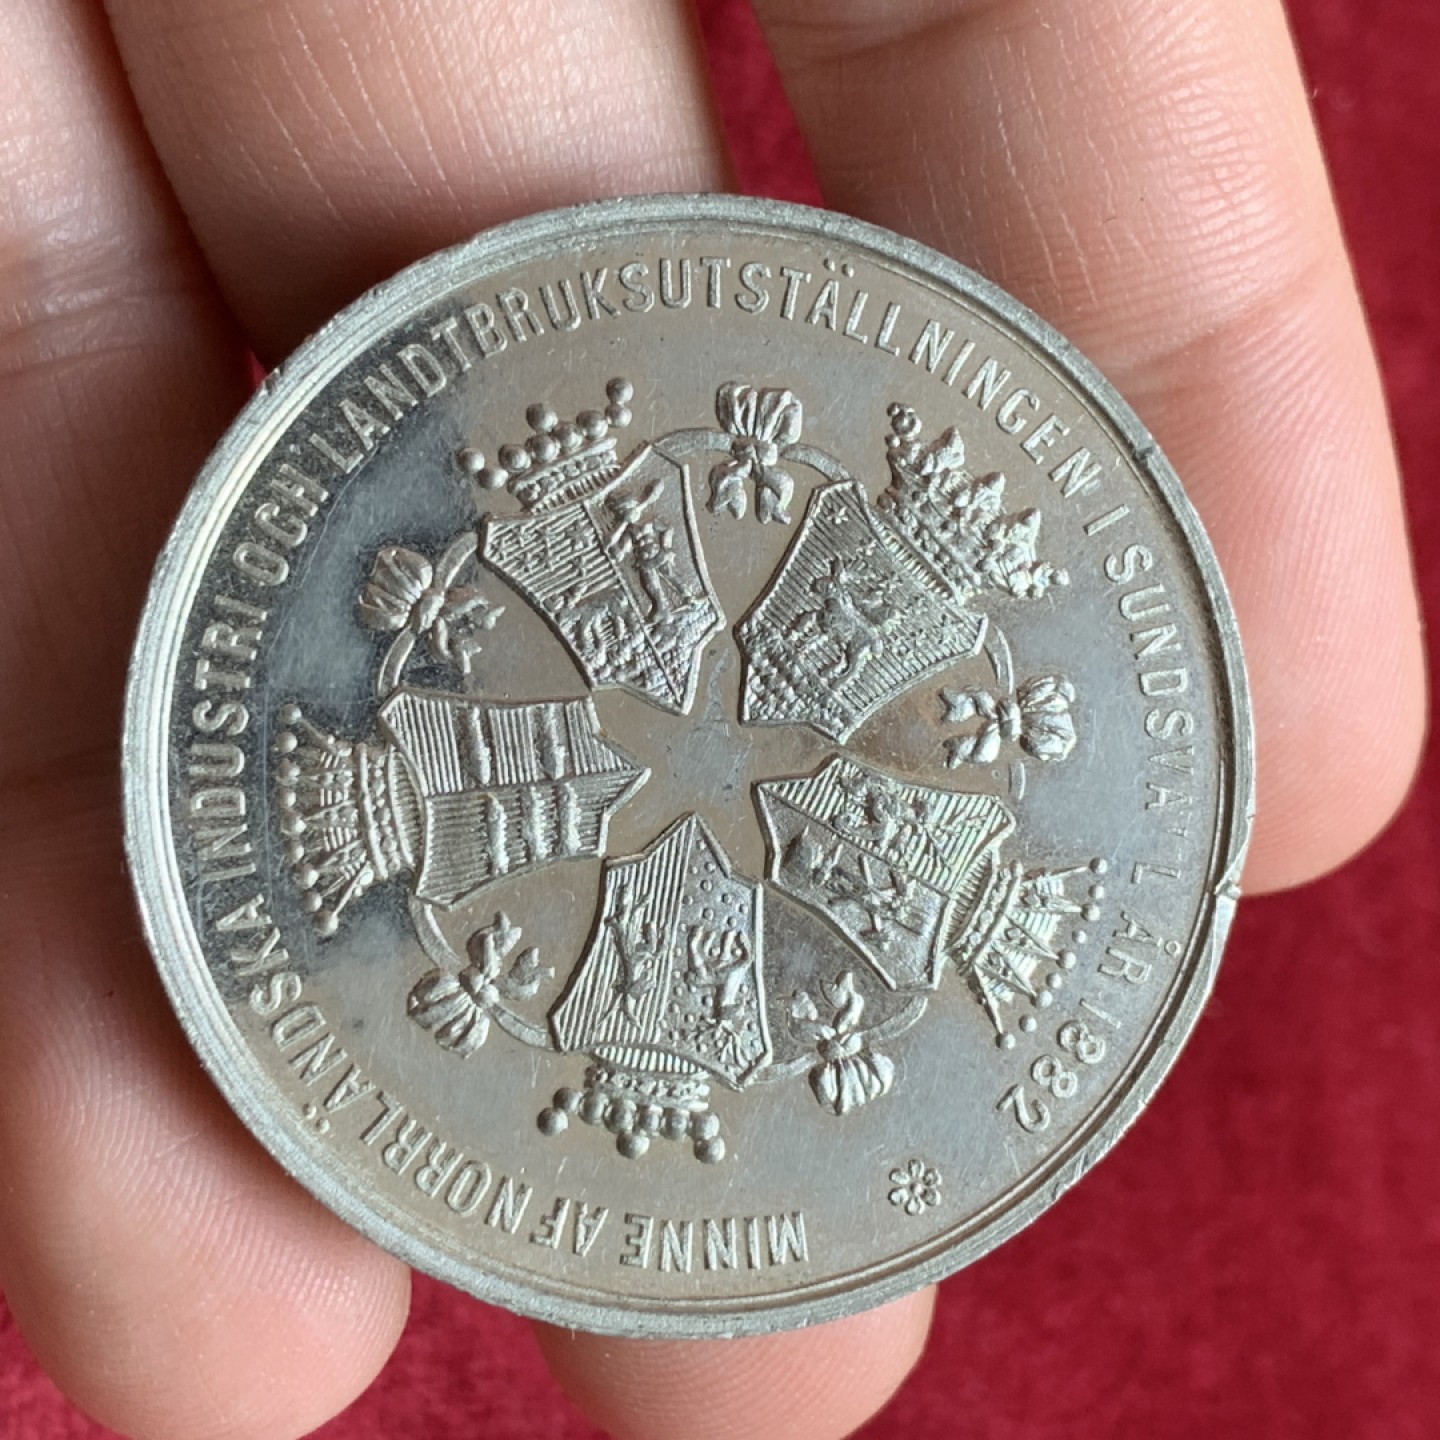 MINNE AF NORRLÄNDSKA INDUSTRI OCH LANDTBRUKSUTSTÄLLNINGEN I SUNDSVALL ÅR 1882